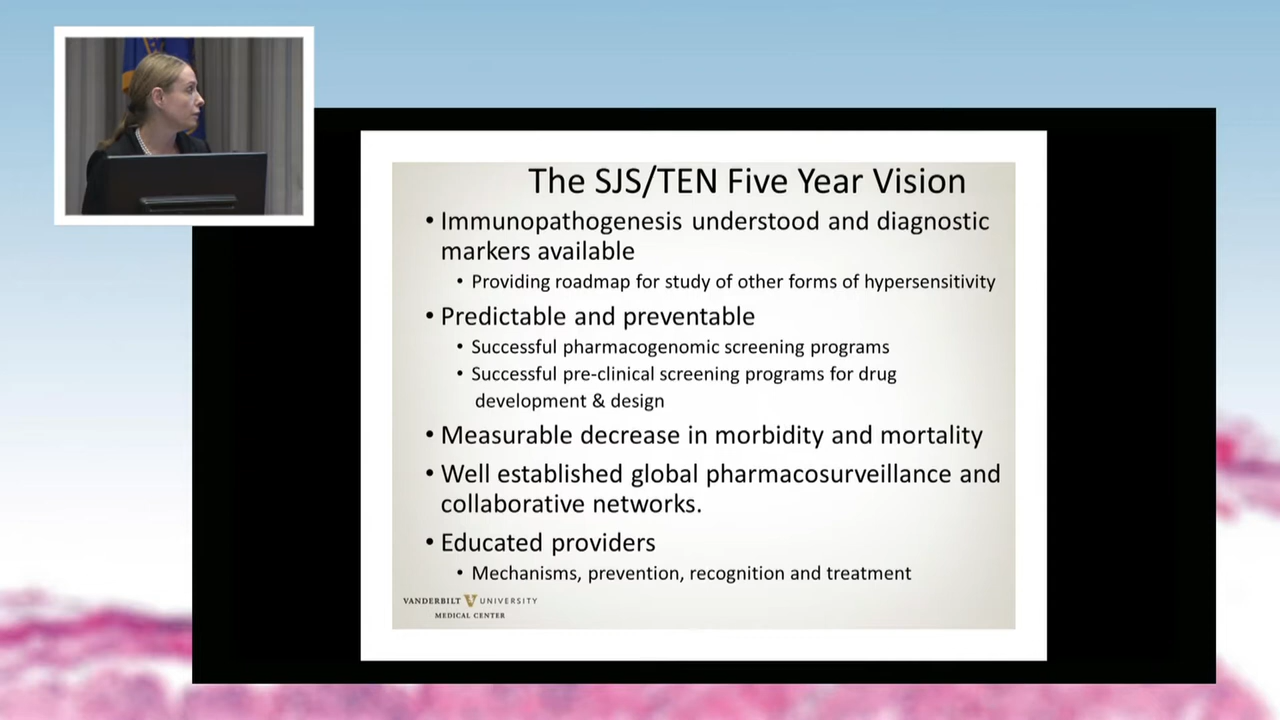 The SJS/TEN Five Year Vision
• Immunopathogenesis understood and diagnostic
markers available
• Providing roadmap for study of other forms of hypersensitivity
• Predictable and preventable
• Successful pharmacogenomic screening programs
• Successful pre-clinical screening programs for drug
development & design
• Measurable decrease in morbidity and mortality
• Well established global pharmacosurveillance and
collaborative networks.
• Educated providers
• Mechanisms, prevention, recognition and treatment
VANDERBILT V UNIVERSITY
MEDICAL CENTER